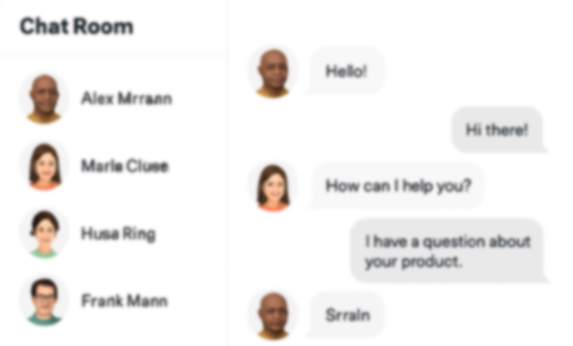 Chat Room
Alex Mrrann
Marla Cluse
Husa Ring
Frank Mann
Hello!
Hi there!
How can I help you?
I have a question about
your product.
Srraln